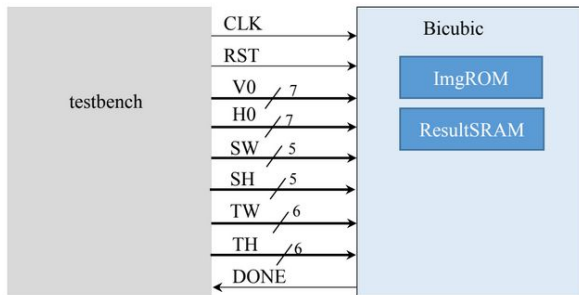 CLK
Bicubic
RST
ImgROM
testbench
V0
7
H0
7
ResultSRAM
SW
5
SH
5
TW
6
TH
6
DONE